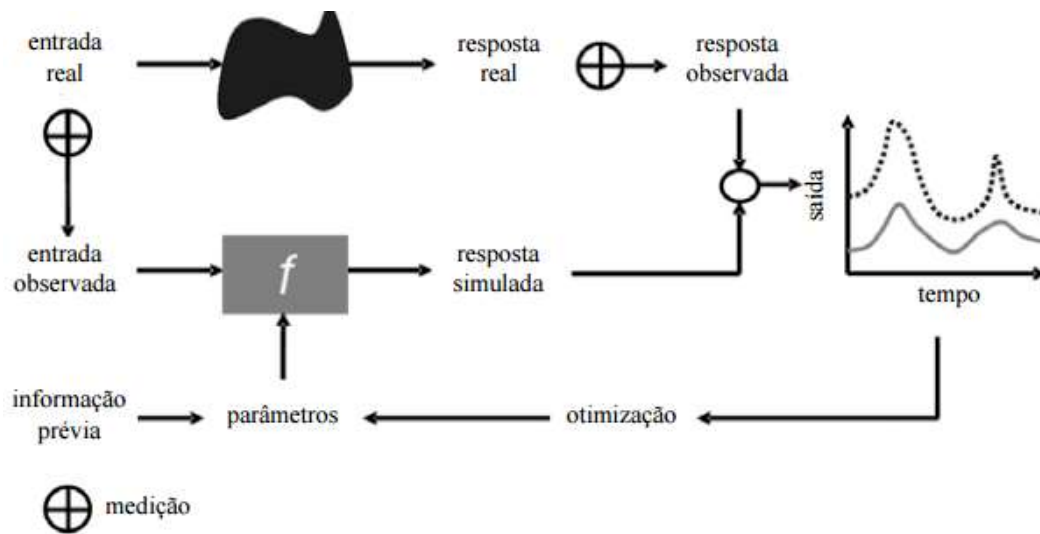 entrada
real
resposta
real
resposta
observada
saída
tempo
entrada
observada
f
resposta
simulada
informação
prévia
parâmetros
otimização
medição